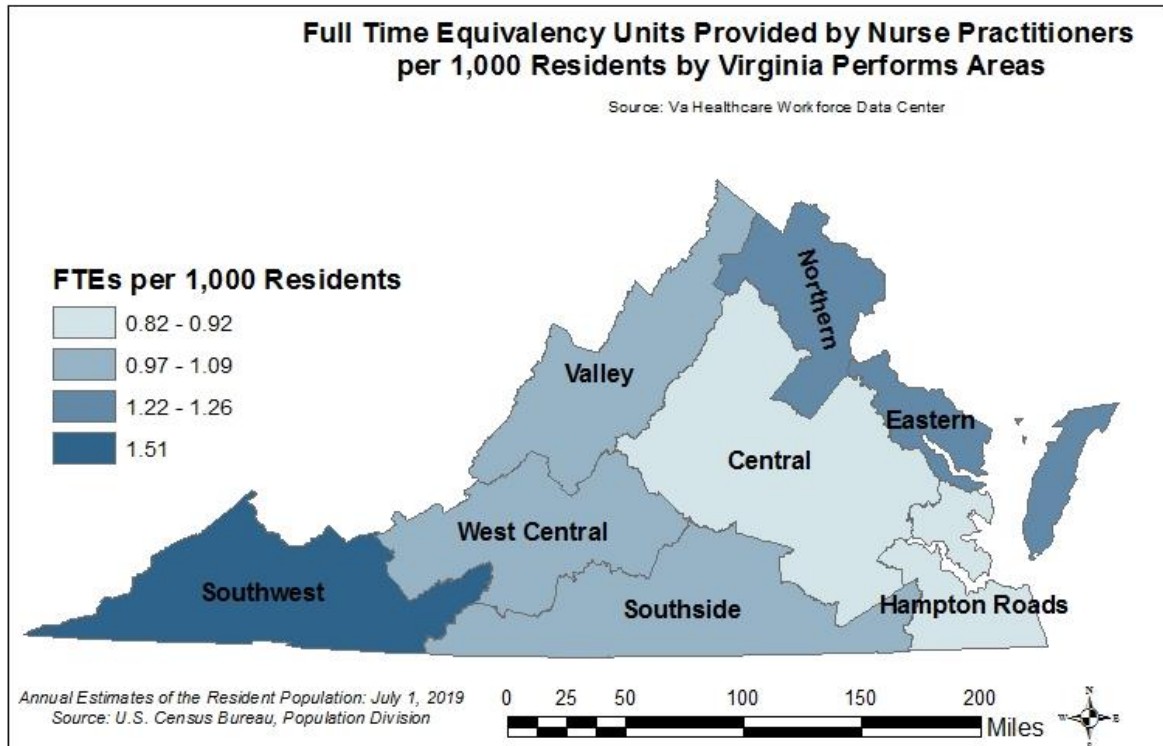 Full Time Equivalency Units Provided by Nurse Practitioners
per 1,000 Residents by Virginia Performs Areas
Source: Va Healthcare Workforce Data Center
FTEs per 1,000 Residents
0.82 - 0.92
0.97 - 1.09
1.22 - 1.26
1.51
Northern
Valley
Eastern
Central
West Central
Southwest
Southside
Hampton Roads
Annual Estimates of the Resident Population: July 1, 2019
Source: U.S. Census Bureau, Population Division
0 25 50 100 150 200
Miles
N
W E
S